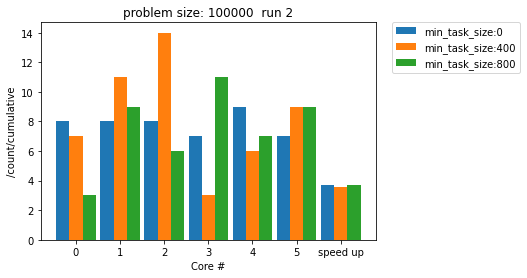 problem size: 100000  run 2
min_task_size:0
min_task_size:400
min_task_size:800
/count/cumulative
14
12
10
8
6
4
2
0
0 1 2 3 4 5 speed up
Core #